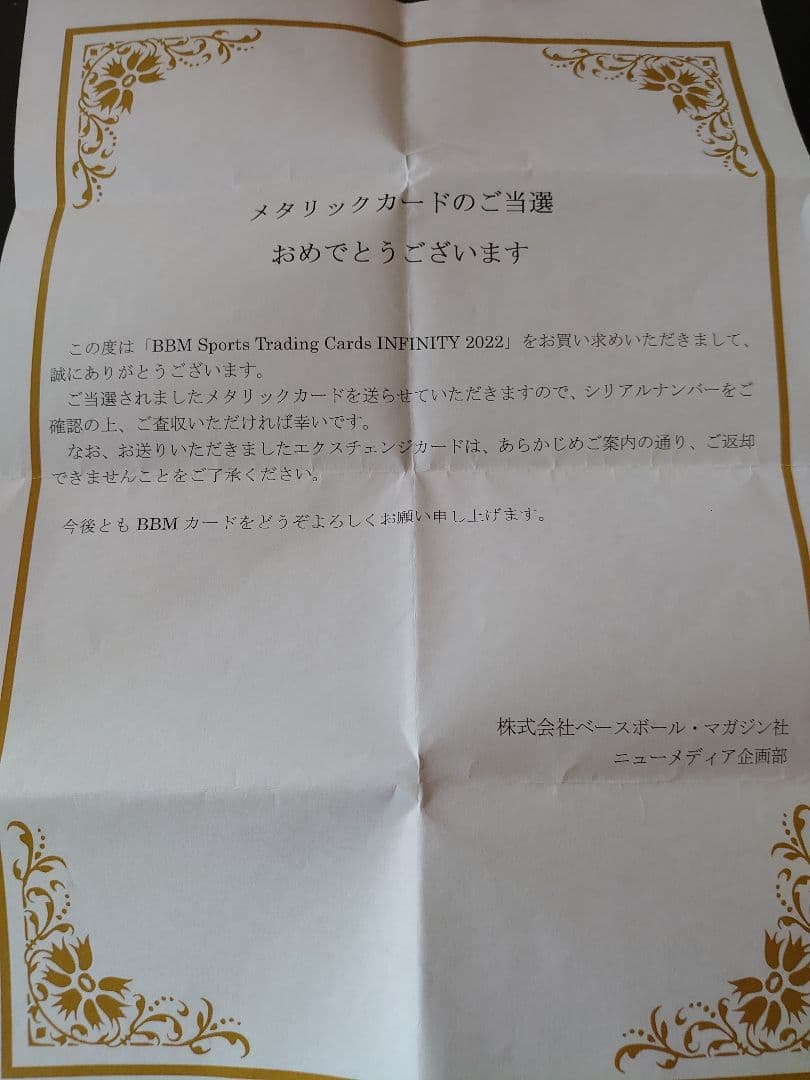 メタリックカードのご当選
おめでとうございます
この度は「BBM Sports Trading Cards INFINITY 2022」をお買い求めいただきまして、
誠にありがとうございます。
ご当選されましたメタリックカードを送らせていただきますので、シリアルナンバーをご
確認の上、ご査収いただければ幸いです。
なお、お送りいただきましたエクスチェンジカードは、あらかじめご案内の通り、ご返却
できませんことをご了承ください。
今後とも BBM カードをどうぞよろしくお願い申し上げます。
株式会社ベースボール・マガジン社
ニューメディア企画部